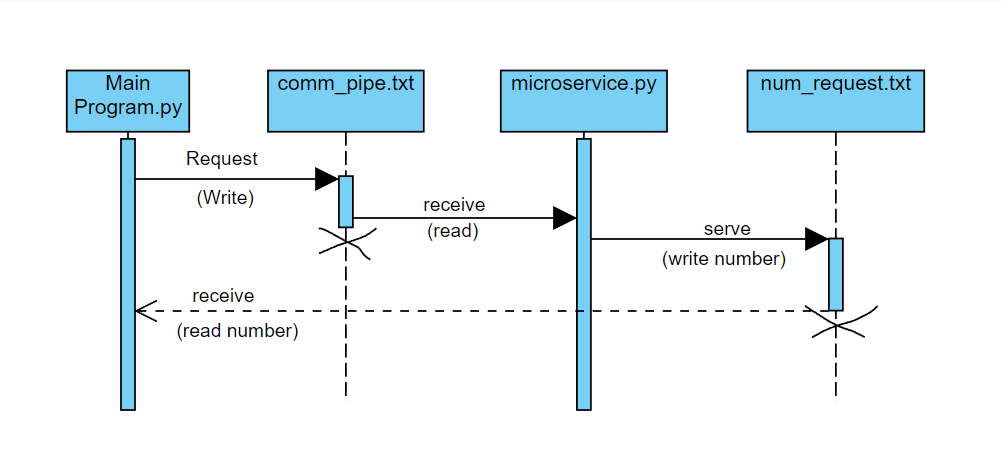 Main
Program.py
comm_pipe.txt
microservice.py
num_request.txt
Request
(Write)
receive
(read)
serve
(write number)
receive
(read number)